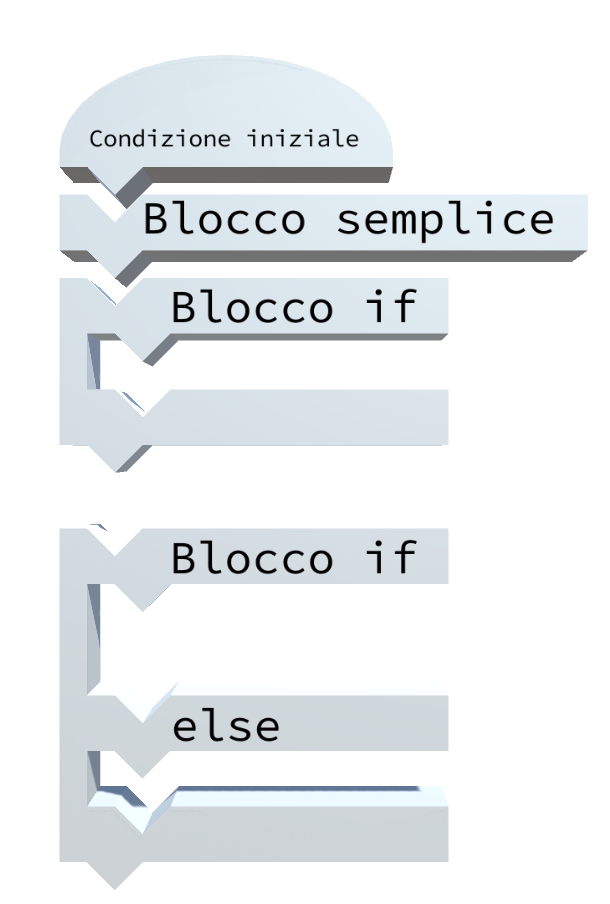 Condizione iniziale
Blocco semplice
Blocco if
Blocco if
else